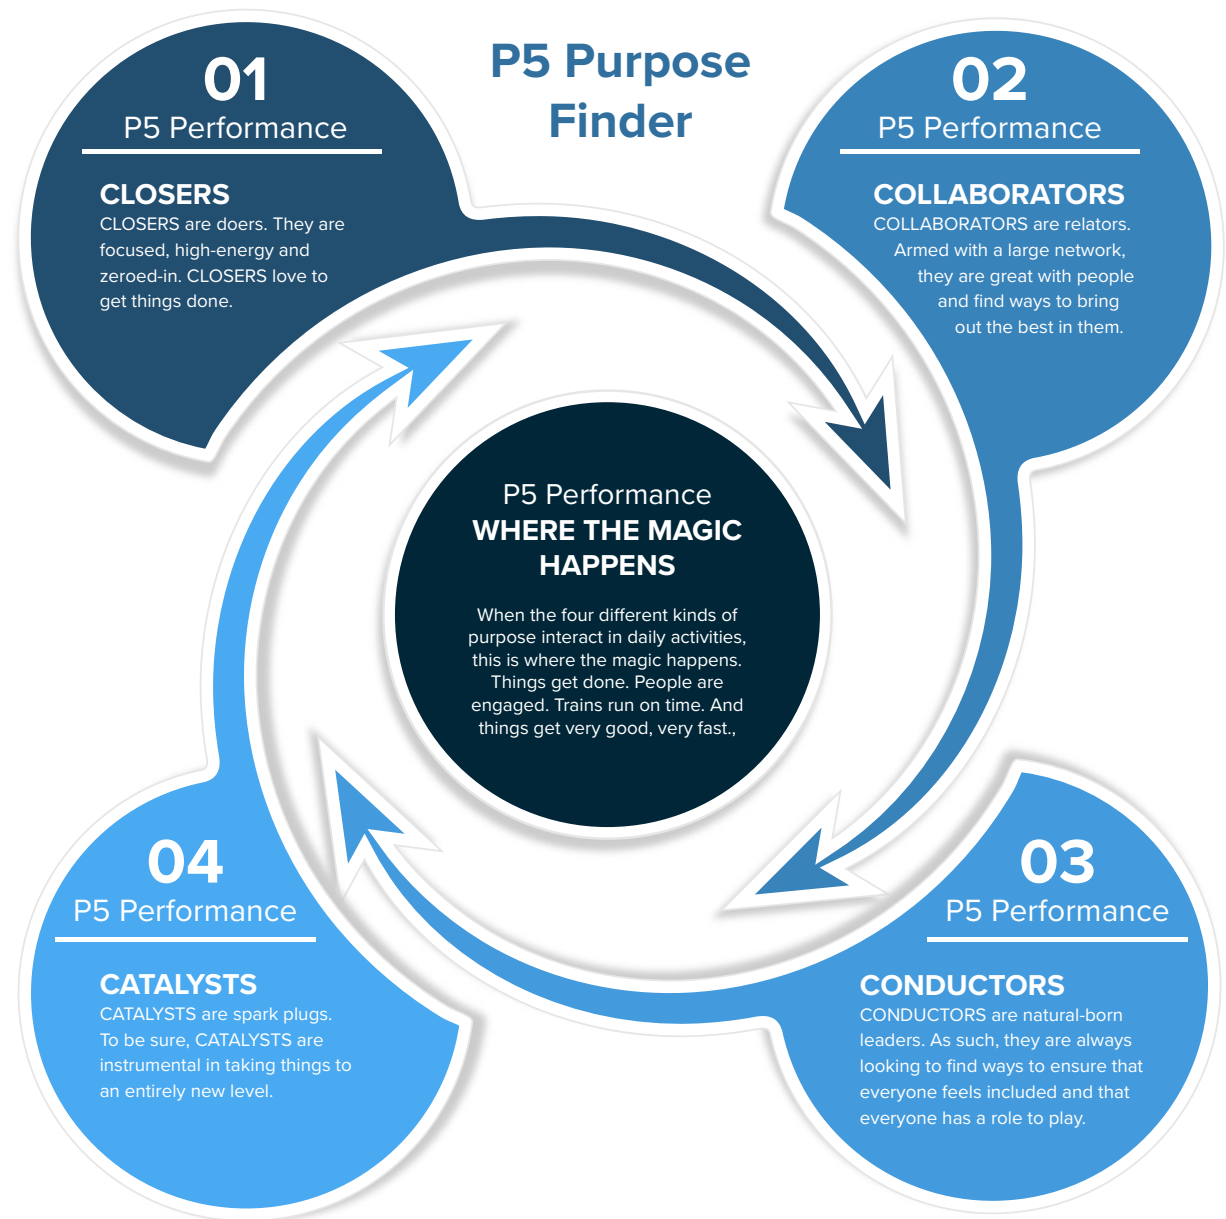 P5 Purpose
Finder
01
P5 Performance
CLOSERS
CLOSERS are doers. They are
focused, high-energy and
zeroed-in. CLOSERS love to
get things done.
02
P5 Performance
COLLABORATORS
COLLABORATORS are relators.
Armed with a large network,
they are great with people
and find ways to bring
out the best in them.
P5 Performance
WHERE THE MAGIC
HAPPENS
When the four different kinds of
purpose interact in daily activities,
this is where the magic happens.
Things get done. People are
engaged. Trains run on time. And
things get very good, very fast.,
03
P5 Performance
CONDUCTORS
CONDUCTORS are natural-born
leaders. As such, they are always
looking to find ways to ensure that
everyone feels included and that
everyone has a role to play.
04
P5 Performance
CATALYSTS
CATALYSTS are spark plugs.
To be sure, CATALYSTS are
instrumental in taking things to
an entirely new level.